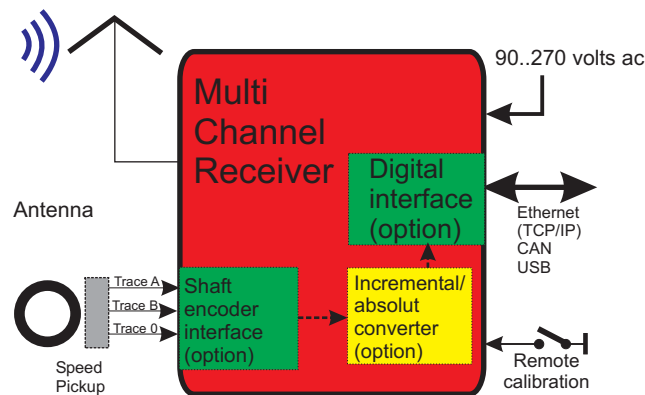 90..270 volts ac
Multi
Channel
Receiver
Digital
interface
(option)
Antenna
Ethernet
(TCP/IP)
CAN
USB
Trace A
Trace B
Trace 0
Shaft
encoder
interface
(option)
Incremental/
absolut
converter
(option)
Speed
Pickup
Remote
calibration